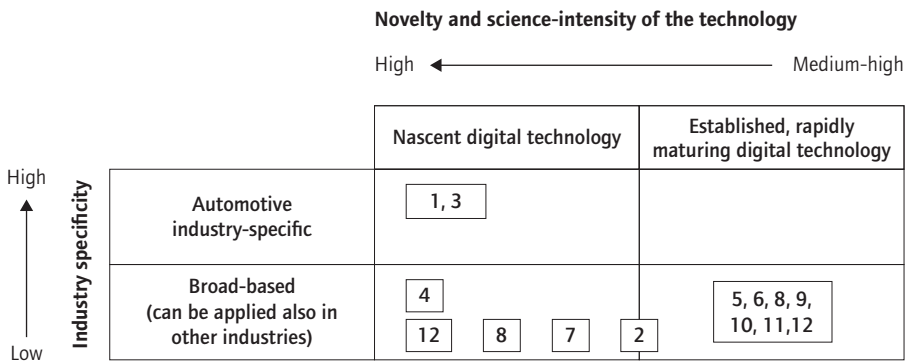 Novelty and science-intensity of the technology
High
Medium-high
Nascent digital technology
Established, rapidly
maturing digital technology
High
Low
Industry specificity
Automotive
industry-specific
1, 3
Broad-based
(can be applied also in
other industries)
4
12
8
7
2
5, 6, 8, 9,
10, 11,12